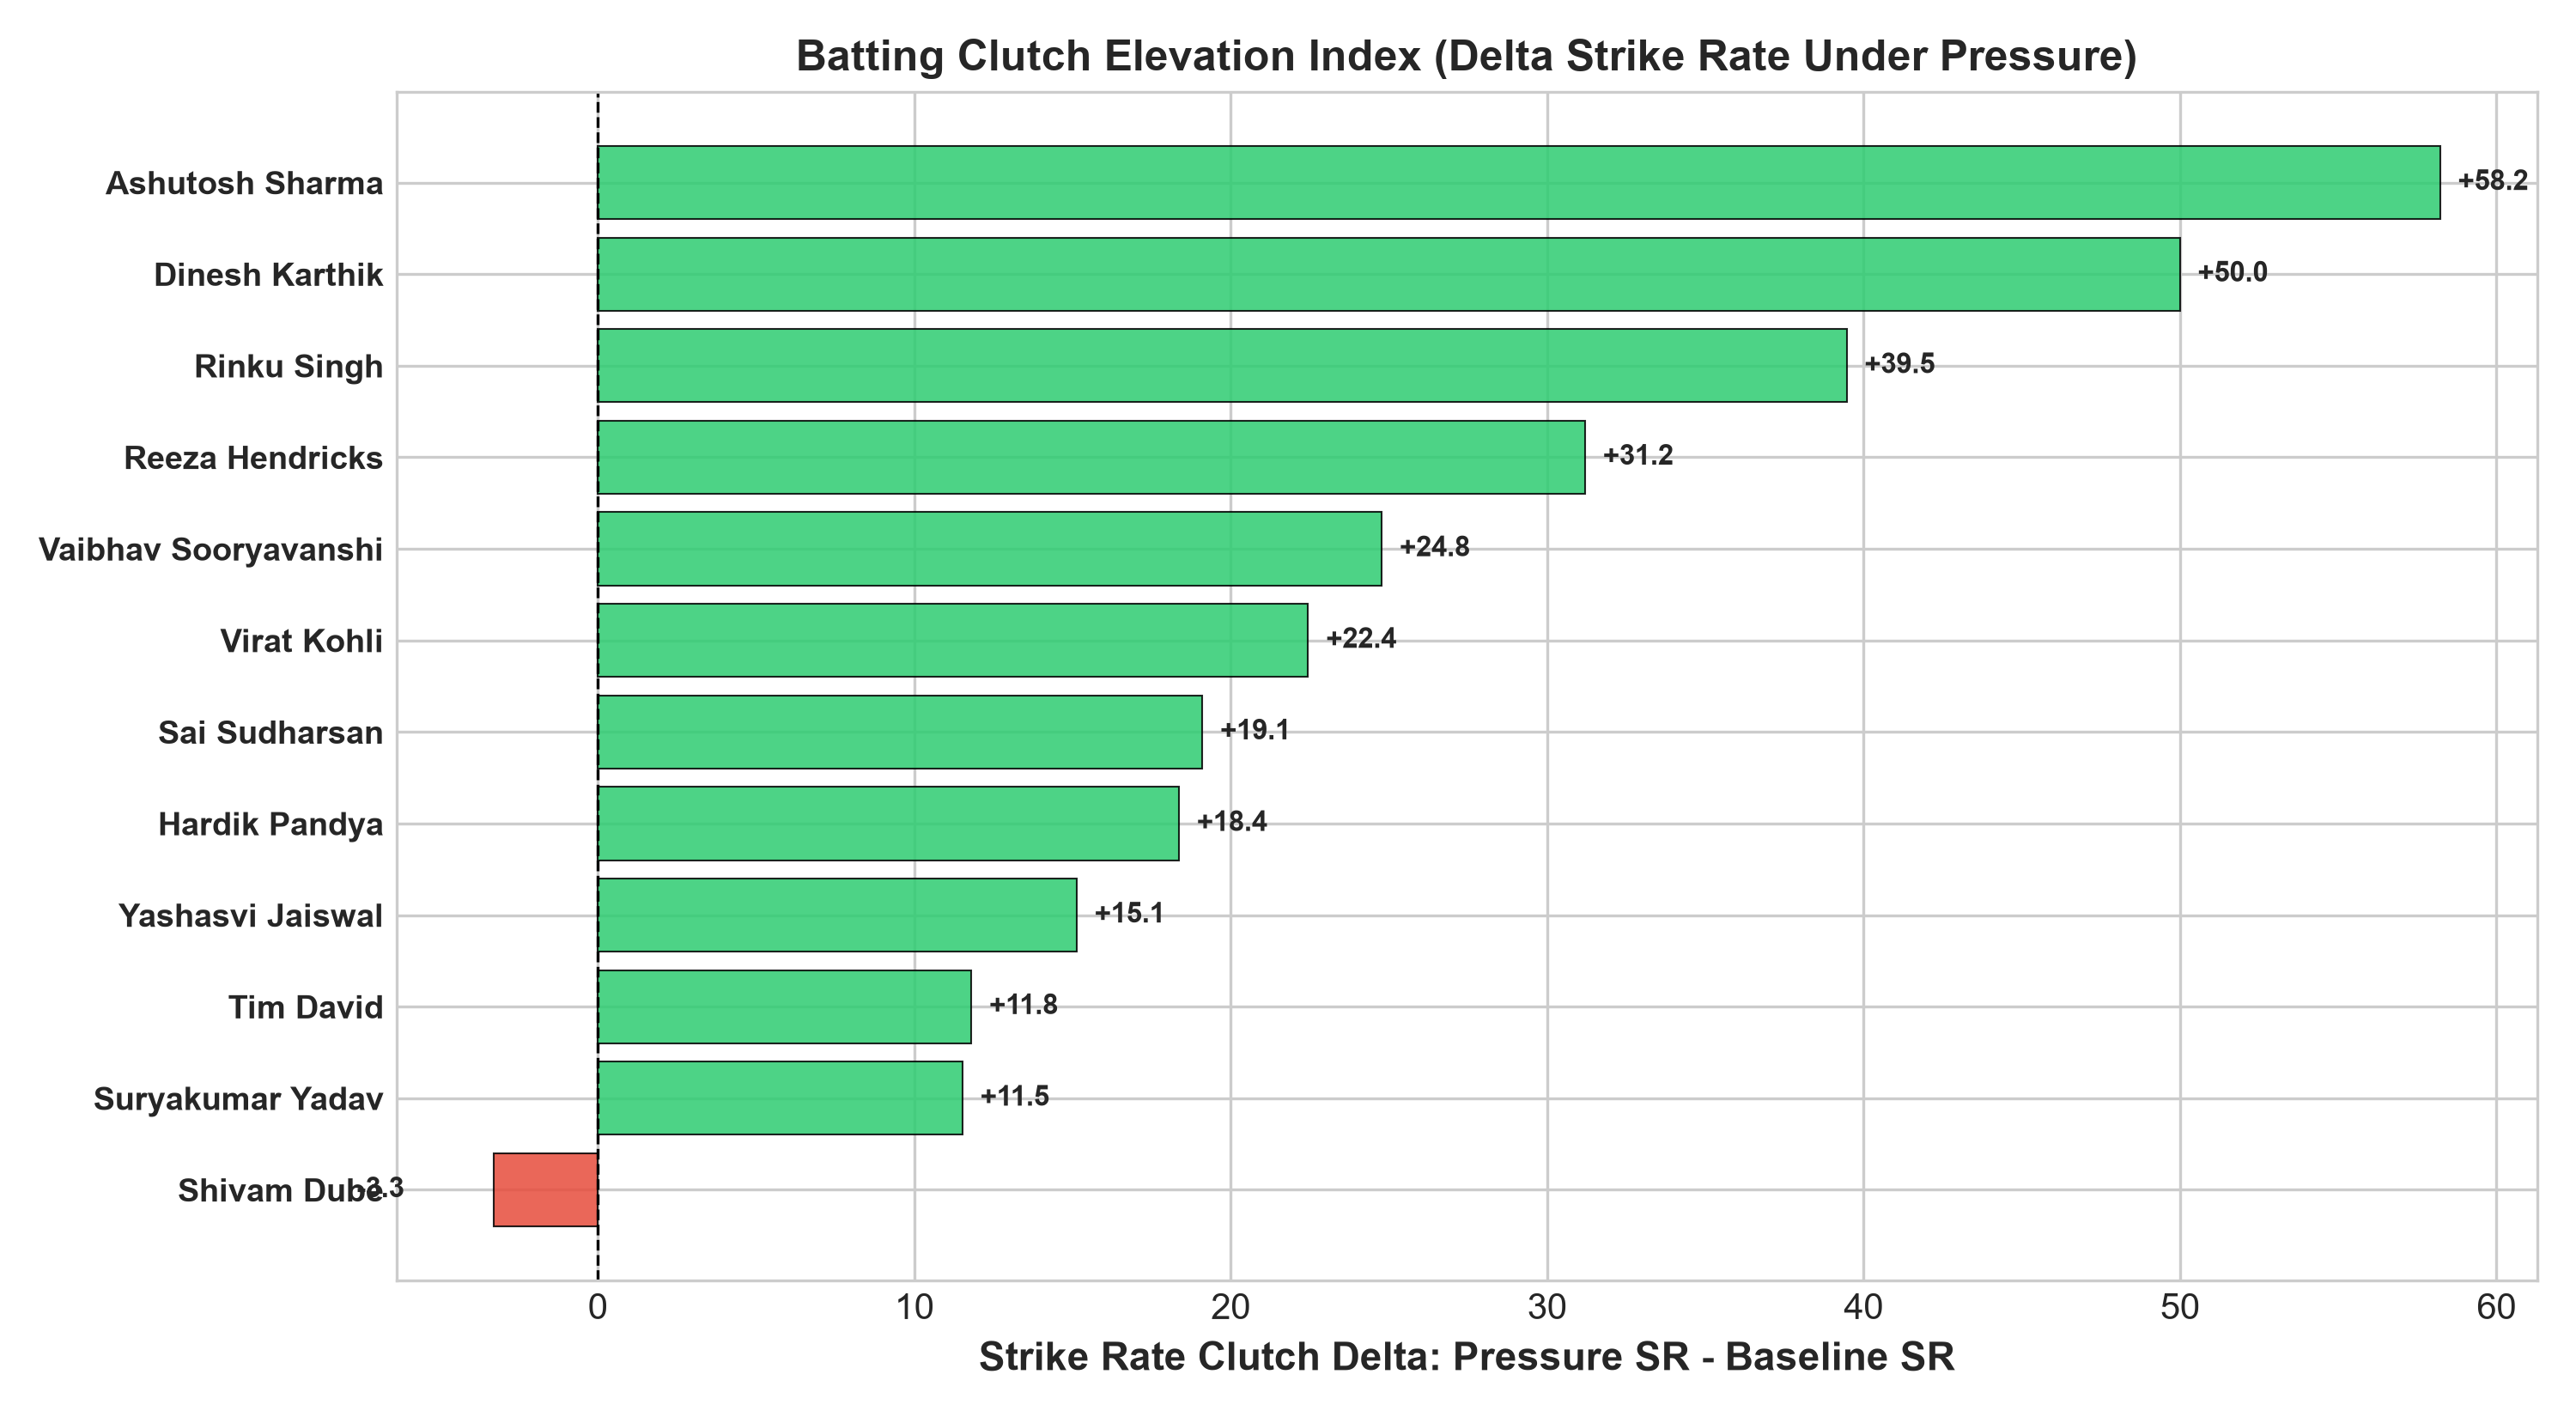 Batting Clutch Elevation Index (Delta Strike Rate Under Pressure)
Ashutosh Sharma +58.2
Dinesh Karthik +50.0
Rinku Singh +39.5
Reeza Hendricks +31.2
Vaibhav Sooryavanshi +24.8
Virat Kohli +22.4
Sai Sudharsan +19.1
Hardik Pandya +18.4
Yashasvi Jaiswal +15.1
Tim David +11.8
Suryakumar Yadav +11.5
Shivam Dube -3.3
0 10 20 30 40 50 60
Strike Rate Clutch Delta: Pressure SR - Baseline SR